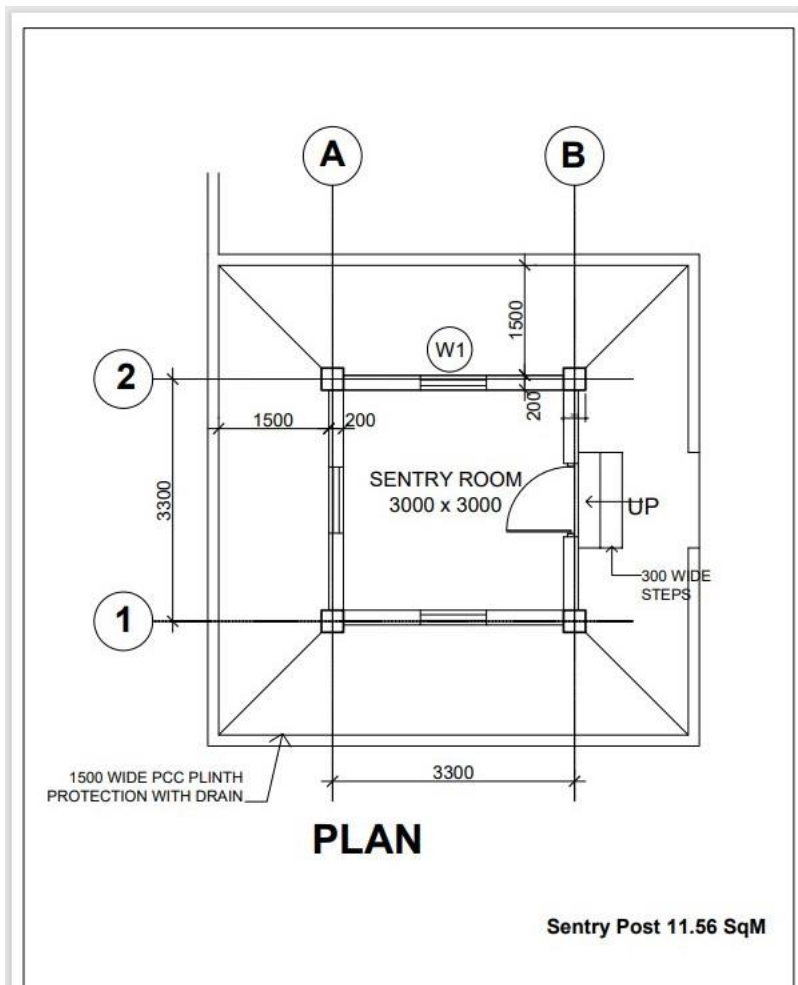 A
B
1500
W1
2
1500
200
200
SENTRY ROOM
3000 x 3000
3300
UP
300 WIDE
STEPS
1
3300
1500 WIDE PCC PLINTH
PROTECTION WITH DRAIN
PLAN
Sentry Post 11.56 SqM